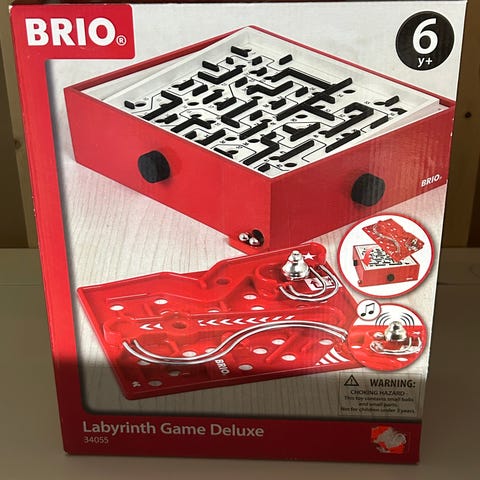 BRIO®
6
y+
BRIO®
BRIO®
WARNING:
CHOKING HAZARD -
This toy contains small balls
and small parts.
Not for children under 3 years.
Labyrinth Game Deluxe
34055